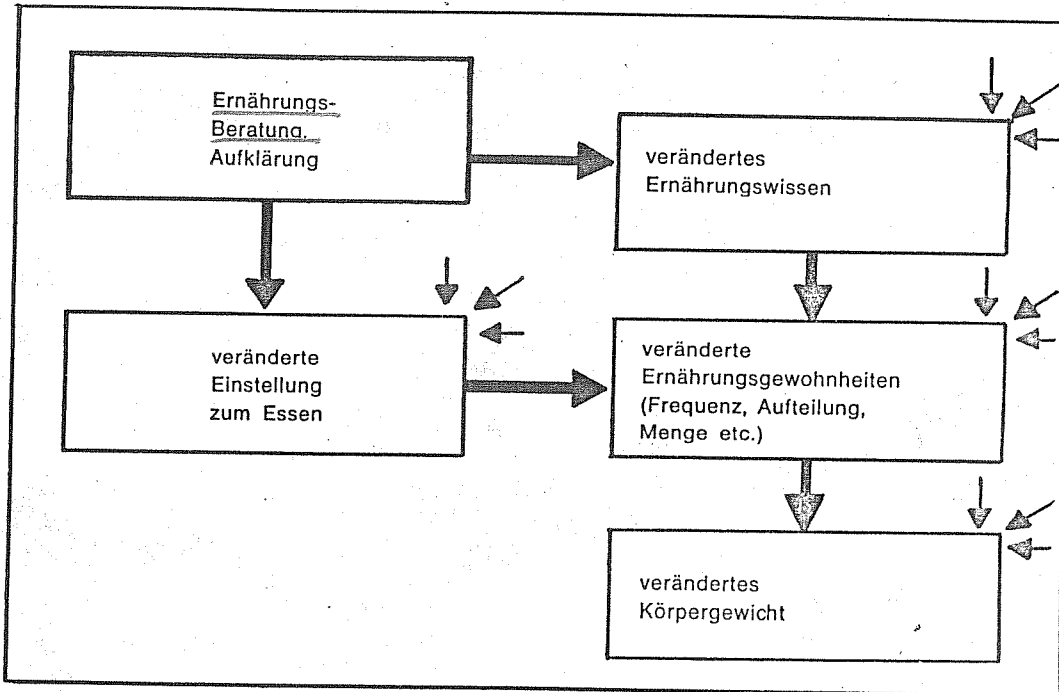 Ernährungs-
Beratung.
Aufklärung
verändertes
Ernährungswissen
veränderte
Einstellung
zum Essen
veränderte
Ernährungsgewohnheiten
(Frequenz, Aufteilung,
Menge etc.)
verändertes
Körpergewicht